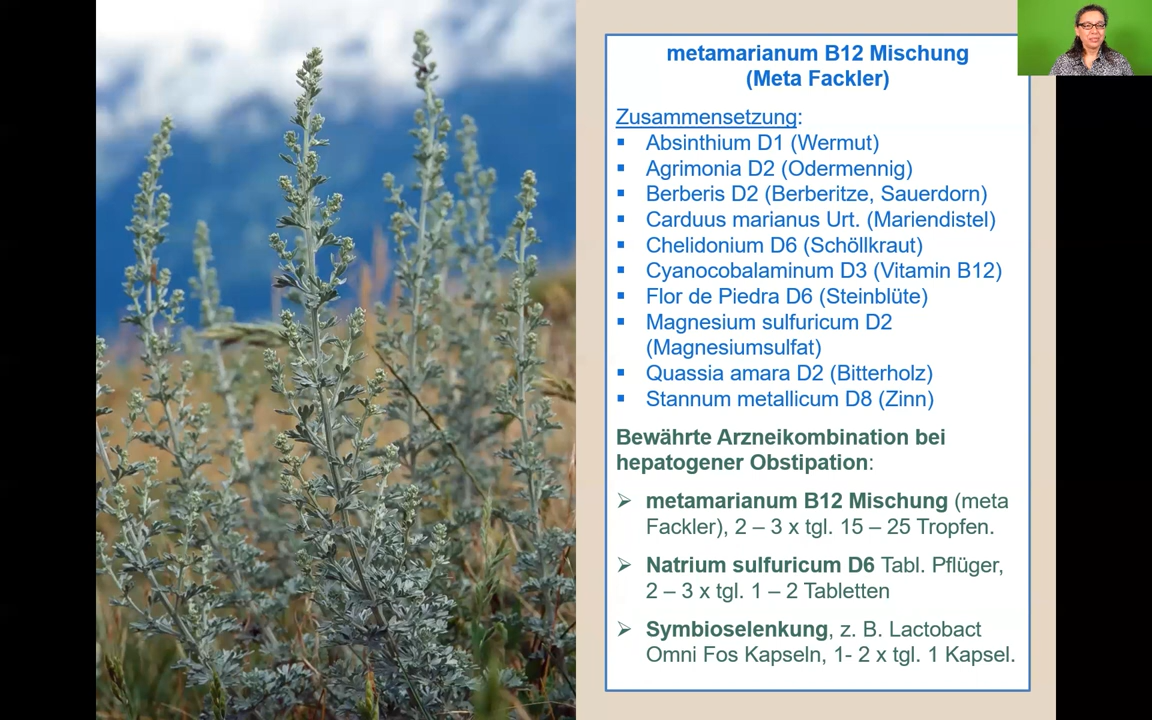 metamarianum B12 Mischung
(Meta Fackler)
Zusammensetzung:
▪ Absinthium D1 (Wermut)
▪ Agrimonia D2 (Odermennig)
▪ Berberis D2 (Berberitze, Sauerdorn)
▪ Carduus marianus Urt. (Mariendistel)
▪ Chelidonium D6 (Schöllkraut)
▪ Cyanocobalaminum D3 (Vitamin B12)
▪ Flor de Piedra D6 (Steinblüte)
▪ Magnesium sulfuricum D2
(Magnesiumsulfat)
▪ Quassia amara D2 (Bitterholz)
▪ Stannum metallicum D8 (Zinn)
Bewährte Arzneikombination bei
hepatogener Obstipation:
➢ metamarianum B12 Mischung (meta
Fackler), 2 – 3 x tgl. 15 – 25 Tropfen.
➢ Natrium sulfuricum D6 Tabl. Pflüger,
2 – 3 x tgl. 1 – 2 Tabletten
➢ Symbioselenkung, z. B. Lactobact
Omni Fos Kapseln, 1- 2 x tgl. 1 Kapsel.